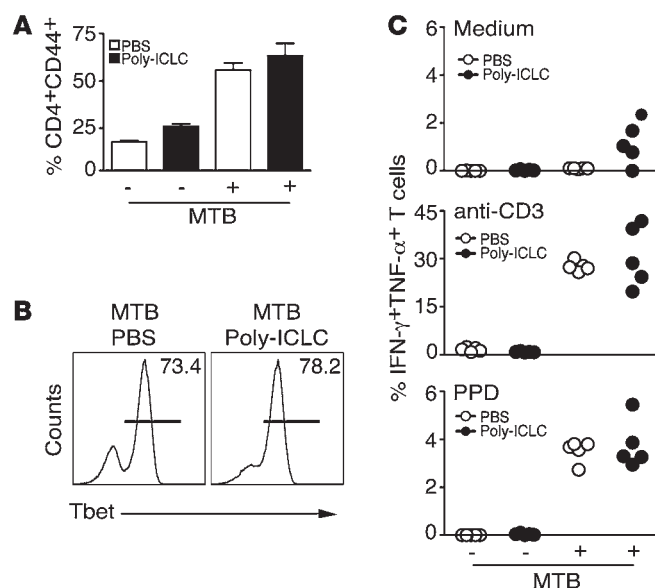 A
% CD4+CD44+
75
50
25
0
PBS
Poly-ICLC
- - + +
MTB
B
MTB
PBS
MTB
Poly-ICLC
73.4
78.2
Counts
Tbet
C
% IFN-γ+TNF-α+ T cells
Medium
PBS
Poly-ICLC
6
4
2
0
anti-CD3
PBS
Poly-ICLC
45
30
15
0
PPD
PBS
Poly-ICLC
6
4
2
0
- - + +
MTB